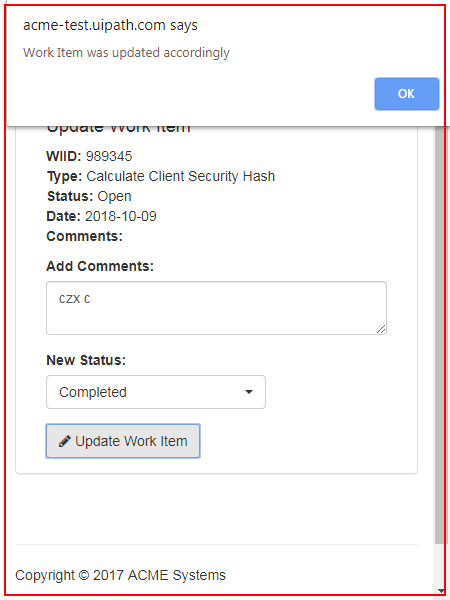 acme-test.uipath.com says
Work Item was updated accordingly
OK
Update Work Item
WIID: 989345
Type: Calculate Client Security Hash
Status: Open
Date: 2018-10-09
Comments:
Add Comments:
czx c
New Status:
Completed
Update Work Item
Copyright © 2017 ACME Systems